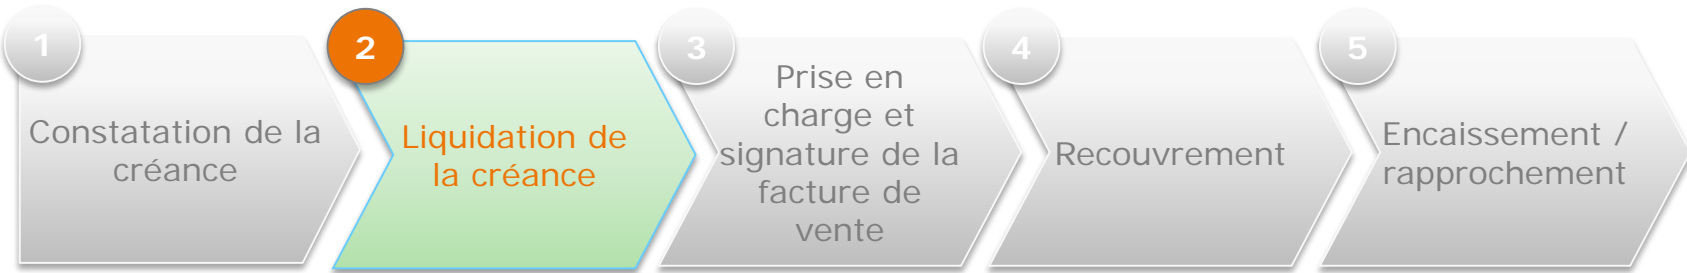 1
Constatation de la
créance
2
Liquidation de
la créance
3
Prise en
charge et
signature de la
facture de
vente
4
Recouvrement
5
Encaissement /
rapprochement